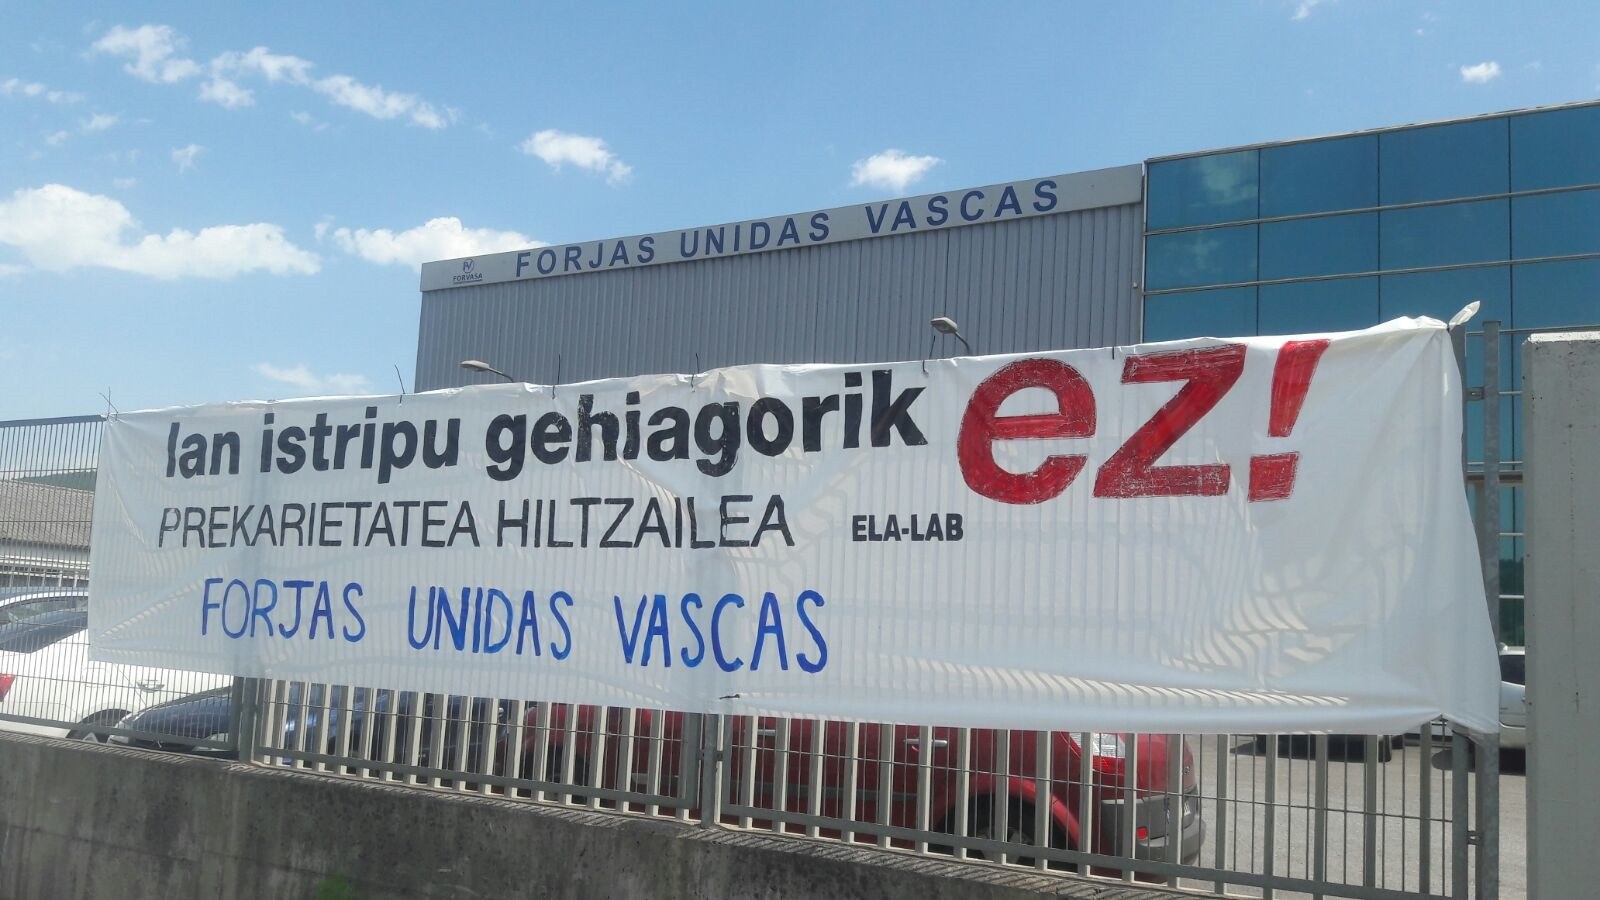 FORVASA
FORJAS UNIDAS VASCAS
lan istripu gehiagorik ez!
PREKARIETATEA HILTZAILEA ELA-LAB
FORJAS UNIDAS VASCAS